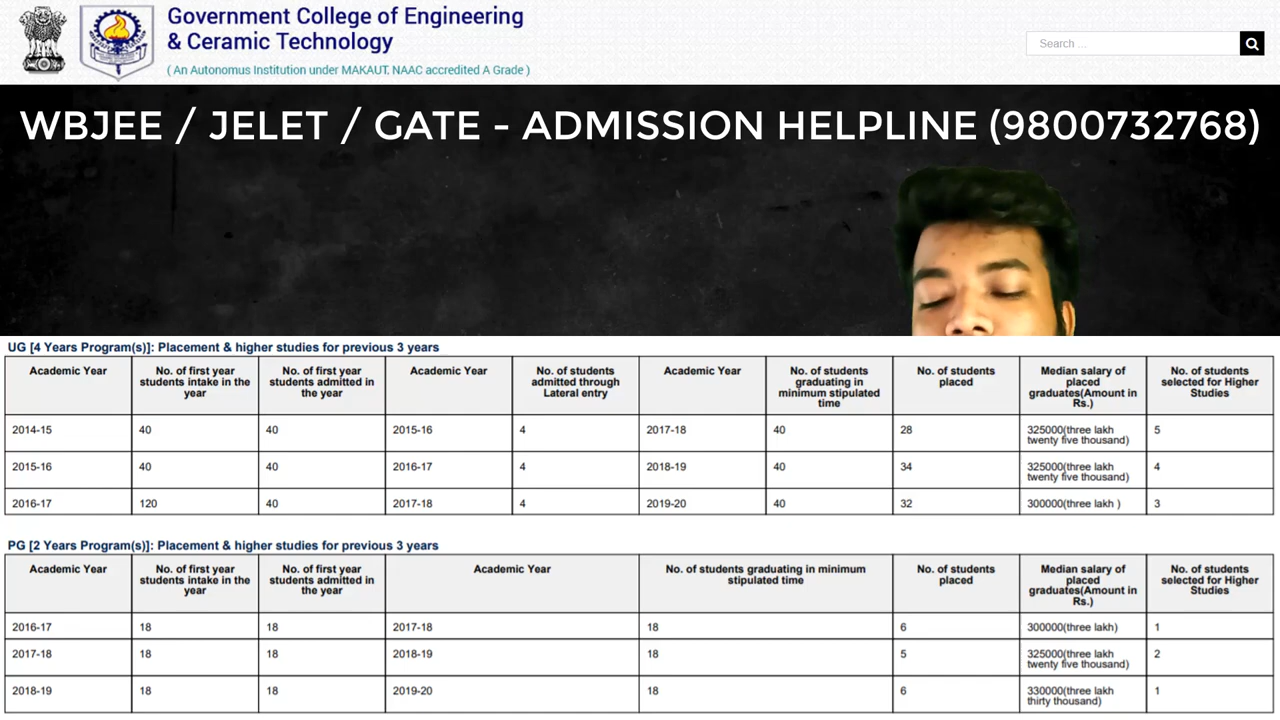 Government College of Engineering
& Ceramic Technology
( An Autonomus Institution under MAKAUT, NAAC accredited A Grade )
Search ...
WBJEE / JELET / GATE - ADMISSION HELPLINE (9800732768)
UG [4 Years Program(s)]: Placement & higher studies for previous 3 years
Academic Year No. of first year students intake in the year No. of first year students admitted in the year Academic Year No. of students admitted through Lateral entry Academic Year No. of students graduating in minimum stipulated time No. of students placed Median salary of placed graduates(Amount in Rs.) No. of students selected for Higher Studies
2014-15 40 40 2015-16 4 2017-18 40 28 325000(three lakh twenty five thousand) 5
2015-16 40 40 2016-17 4 2018-19 40 34 325000(three lakh twenty five thousand) 4
2016-17 120 40 2017-18 4 2019-20 40 32 300000(three lakh ) 3
PG [2 Years Program(s)]: Placement & higher studies for previous 3 years
Academic Year No. of first year students intake in the year No. of first year students admitted in the year Academic Year No. of students graduating in minimum stipulated time No. of students placed Median salary of placed graduates(Amount in Rs.) No. of students selected for Higher Studies
2016-17 18 18 2017-18 18 6 300000(three lakh) 1
2017-18 18 18 2018-19 18 5 325000(three lakh twenty five thousand) 2
2018-19 18 18 2019-20 18 6 330000(three lakh thirty thousand) 1